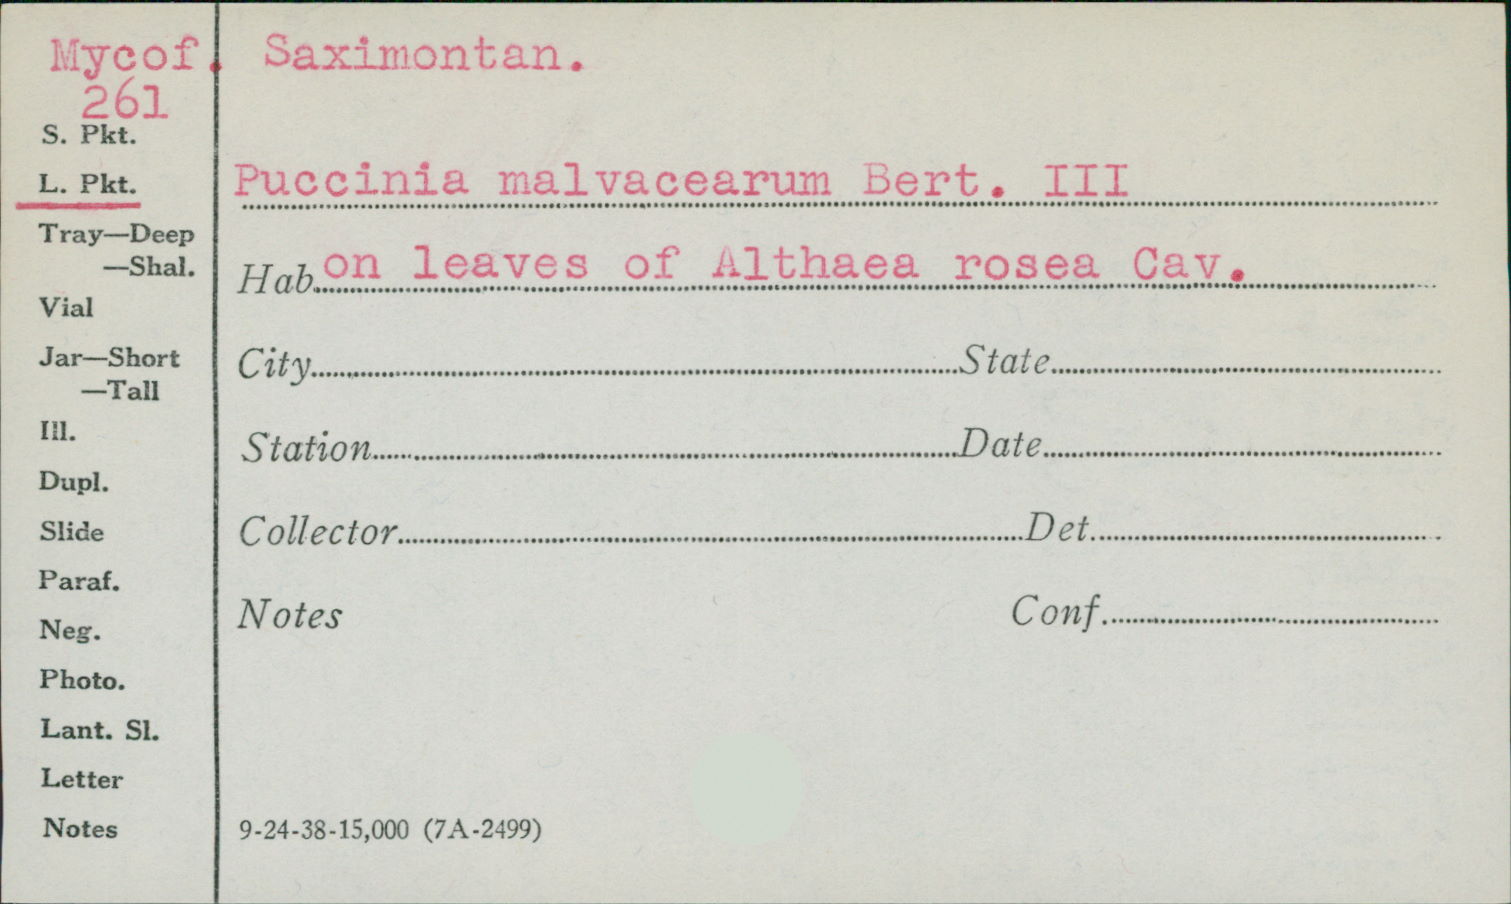 Mycof. Saximontan.
261
S. Pkt.
L. Pkt.
Puccinia malvacearum Bert. III
Tray—Deep
—Shal.
Hab. on leaves of Althaea rosea Cav.
Vial
Jar—Short
—Tall
City State
Ill.
Station Date
Dupl.
Slide
Collector Det.
Paraf.
Neg.
Notes Conf.
Photo.
Lant. Sl.
Letter
Notes
9-24-38-15,000 (7A-2499)